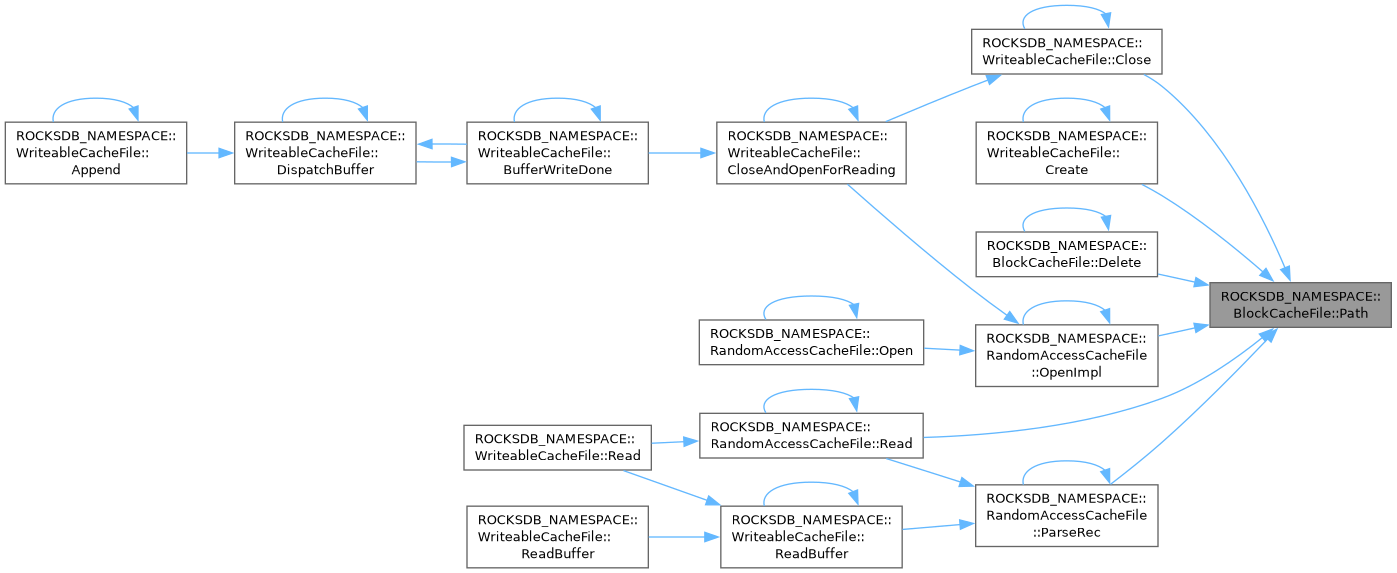 ROCKSDB_NAMESPACE::
WriteableCacheFile::
Append
ROCKSDB_NAMESPACE::
WriteableCacheFile::
DispatchBuffer
ROCKSDB_NAMESPACE::
WriteableCacheFile::
BufferWriteDone
ROCKSDB_NAMESPACE::
WriteableCacheFile::
CloseAndOpenForReading
ROCKSDB_NAMESPACE::
WriteableCacheFile::Close
ROCKSDB_NAMESPACE::
WriteableCacheFile::
Create
ROCKSDB_NAMESPACE::
BlockCacheFile::Delete
ROCKSDB_NAMESPACE::
BlockCacheFile::Path
ROCKSDB_NAMESPACE::
RandomAccessCacheFile::Open
ROCKSDB_NAMESPACE::
RandomAccessCacheFile
::OpenImpl
ROCKSDB_NAMESPACE::
WriteableCacheFile::Read
ROCKSDB_NAMESPACE::
RandomAccessCacheFile::Read
ROCKSDB_NAMESPACE::
WriteableCacheFile::
ReadBuffer
ROCKSDB_NAMESPACE::
WriteableCacheFile::
ReadBuffer
ROCKSDB_NAMESPACE::
RandomAccessCacheFile
::ParseRec